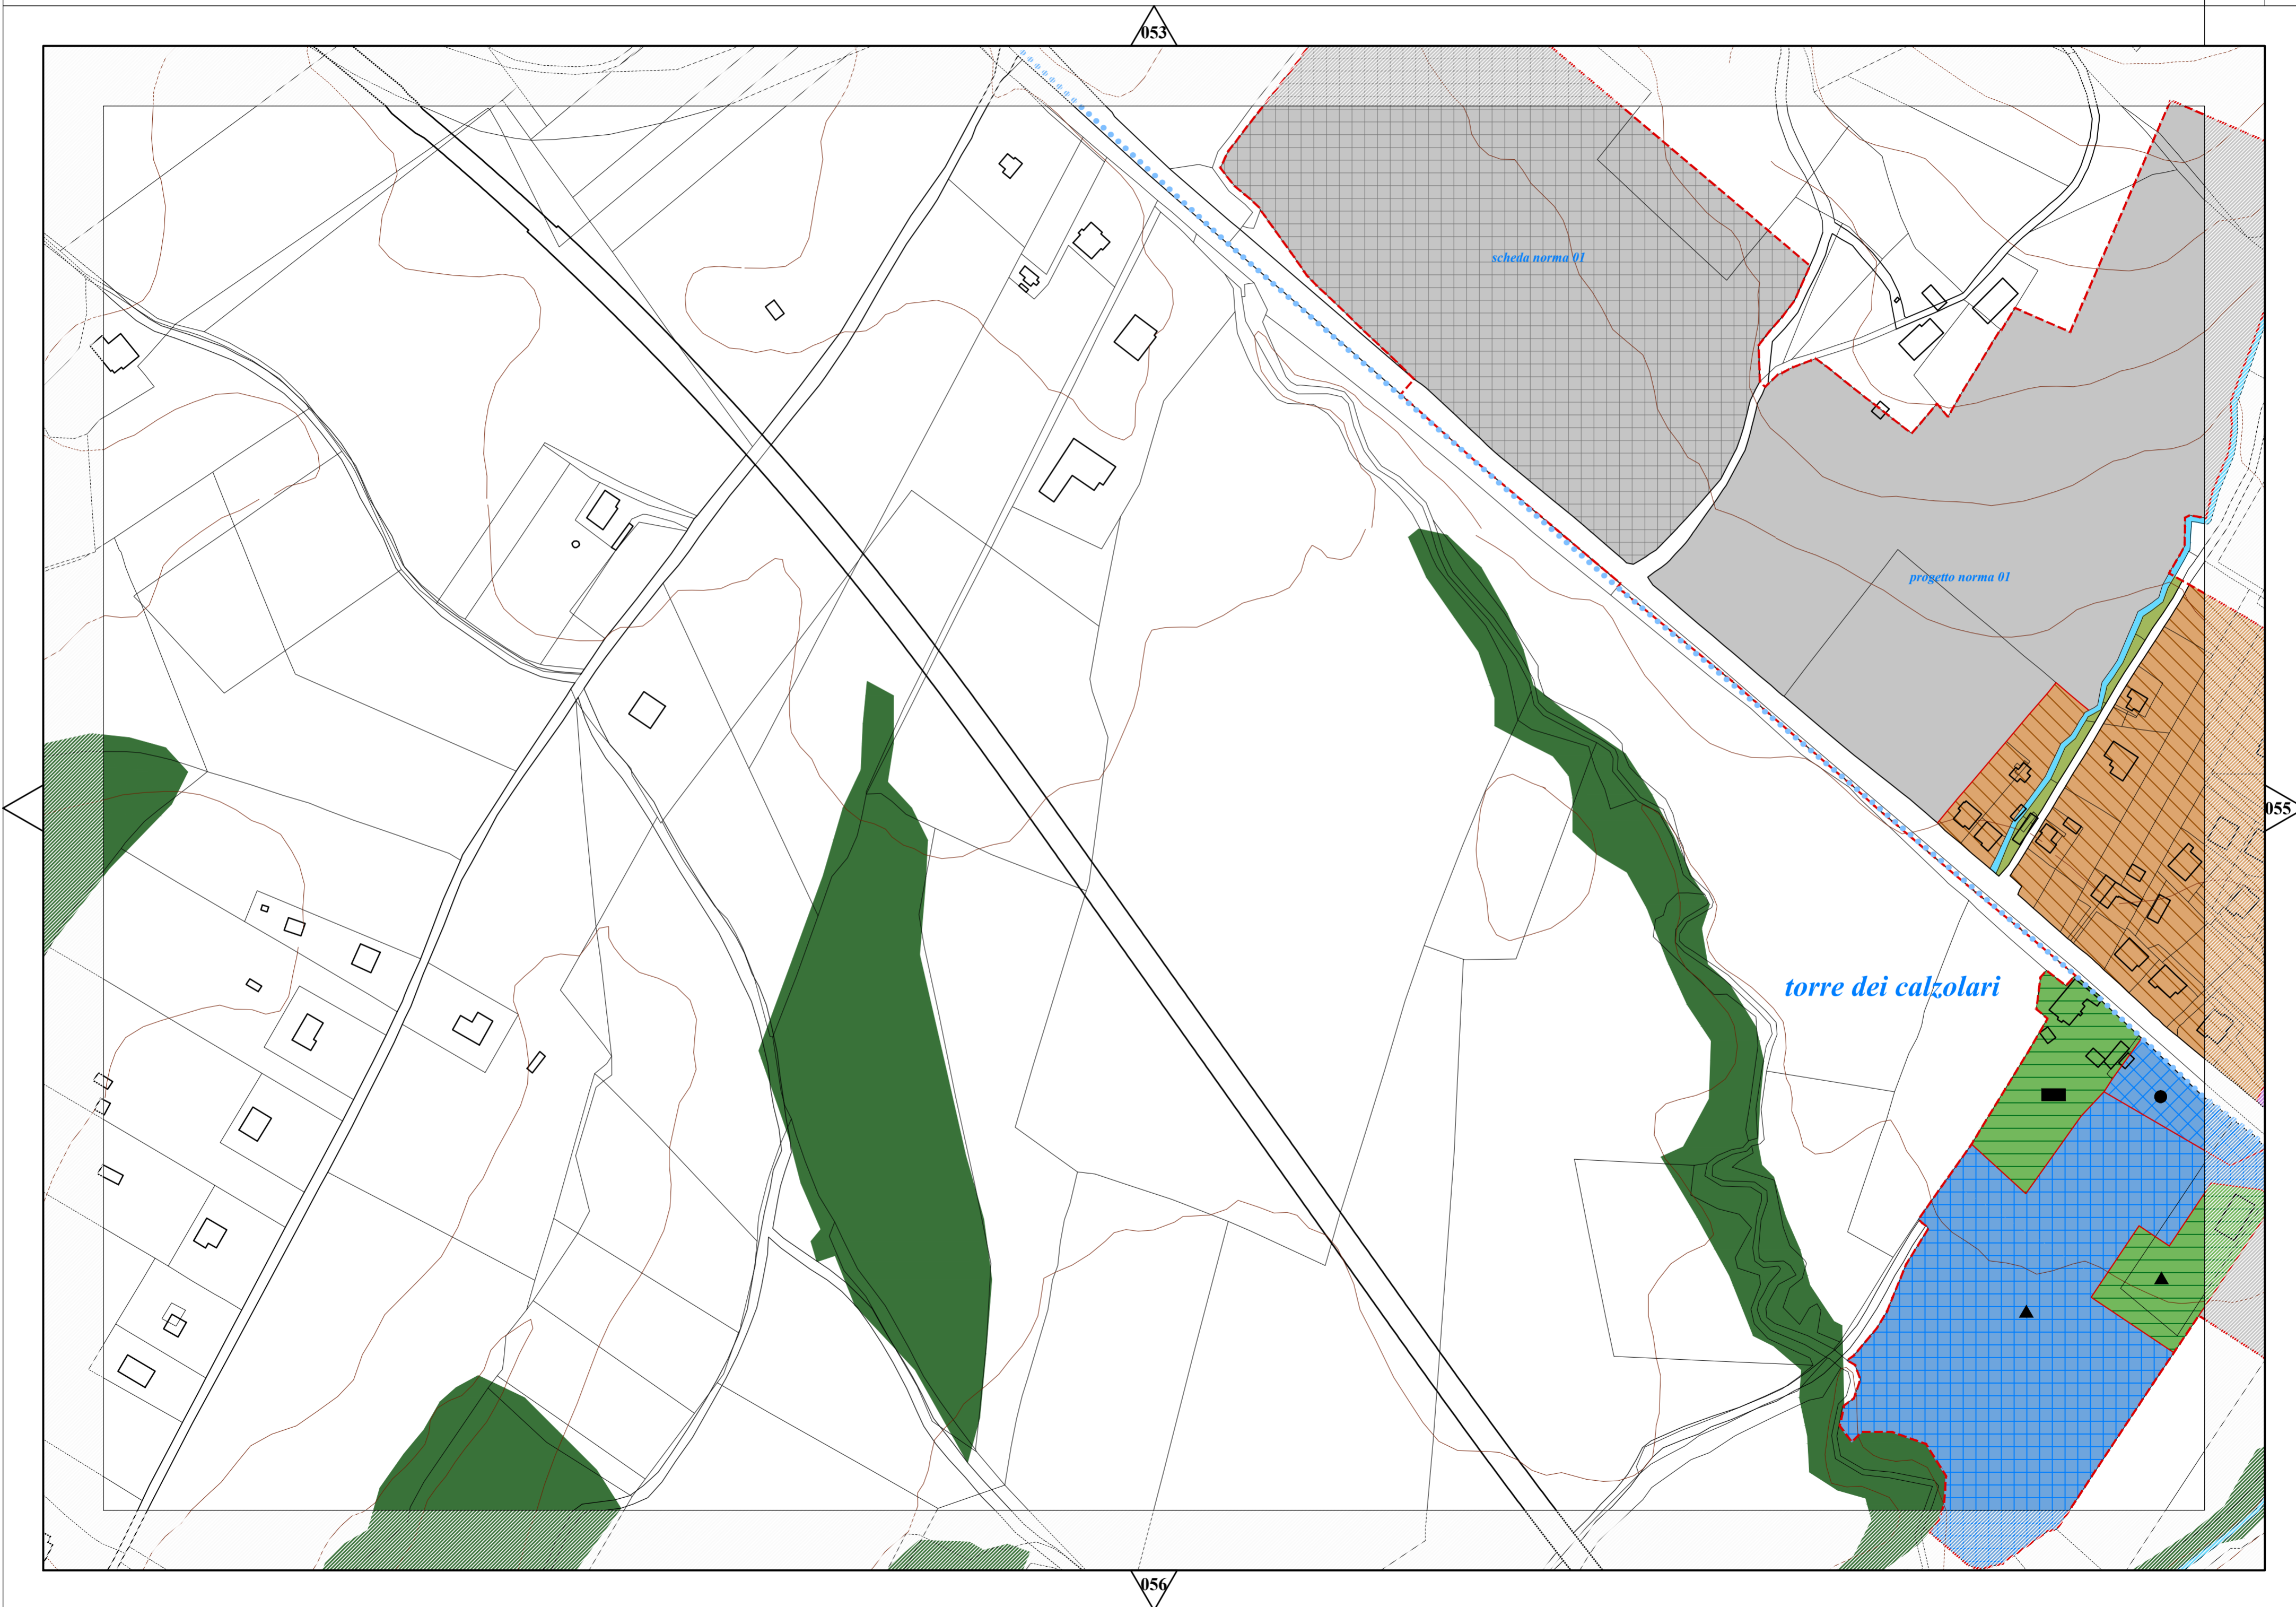 053
scheda norma 01
progetto norma 01
055
torre dei calzolari
056